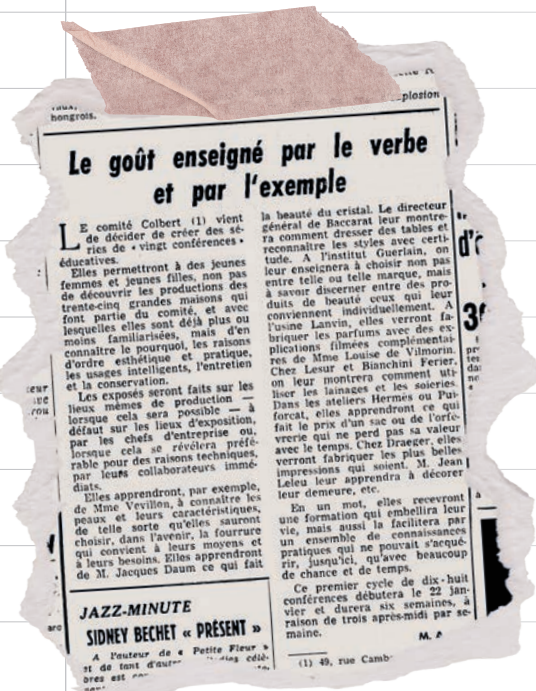 hongrois.
plosion
Le goût enseigné par le verbe
et par l'exemple
LE comité Colbert (1) vient
de décider de créer des sé-
ries de « vingt conférences »
éducatives.
Elles permettront à des jeunes
femmes et jeunes filles, non pas
de découvrir les productions des
trente-cinq grandes maisons qui
font partie du comité, et avec
lesquelles elles sont déjà plus ou
moins familiarisées, mais d'en
connaître le pourquoi, les raisons
d'ordre esthétique et pratique,
les usages intelligents, l'entretien
et la conservation.
Les exposés seront faits sur les
lieux mêmes de production —
lorsque cela sera possible — à
défaut sur les lieux d'exposition,
par les chefs d'entreprise ou,
lorsque cela se révélera préfé-
rable pour des raisons techniques,
par leurs collaborateurs immé-
diats.
Elles apprendront, par exemple,
de Mme Vevillon, à connaître les
peaux et leurs caractéristiques,
de telle sorte qu'elles sauront
choisir, dans l'avenir, la fourrure
qui convient à leurs moyens et
à leurs besoins. Elles apprendront
de M. Jacques Daum ce qui fait
la beauté du cristal. Le directeur
général de Baccarat leur montre-
ra comment dresser des tables et
reconnaître les styles avec certi-
tude. A l'institut Guerlain, on
leur enseignera à choisir non pas
entre telle ou telle marque, mais
à savoir discerner entre des pro-
duits de beauté ceux qui leur
conviennent individuellement. A
l'usine Lanvin, elles verront fa-
briquer les parfums avec des ex-
plications filmées complémentai-
res de Mme Louise de Vilmorin.
Chez Lesur et Bianchini Ferier,
on leur montrera comment uti-
liser les lainages et les soieries.
Dans les ateliers Hermès ou Pui-
forcat, elles apprendront ce qui
fait le prix d'un sac ou de l'orfè-
vrerie qui ne perd pas sa valeur
avec le temps. Chez Draeger, elles
verront fabriquer les plus belles
impressions qui soient. M. Jean
Leleu leur apprendra à décorer
leur demeure, etc.
En un mot, elles recevront
une formation qui embellira leur
vie, mais aussi la facilitera par
un ensemble de connaissances
pratiques qui ne pouvait s'acqué-
rir, jusqu'ici, qu'avec beaucoup
de chance et de temps.
Ce premier cycle de dix-huit
conférences débutera le 22 jan-
vier et durera six semaines, à
raison de trois après-midi par se-
maine.
M. A
(1) 49, rue Camb
JAZZ-MINUTE
SIDNEY BECHET « PRÉSENT »
A l'auteur de « Petite Fleur »
et de tant d'autr
bres est